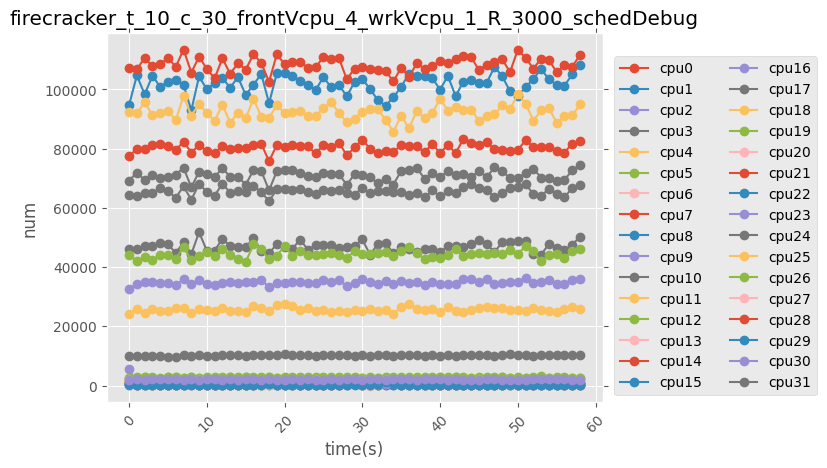 firecracker_t_10_c_30_frontVcpu_4_wrkVcpu_1_R_3000_schedDebug
num
100000
80000
60000
40000
20000
0
0
10
20
30
40
50
60
time(s)
cpu0
cpu1
cpu2
cpu3
cpu4
cpu5
cpu6
cpu7
cpu8
cpu9
cpu10
cpu11
cpu12
cpu13
cpu14
cpu15
cpu16
cpu17
cpu18
cpu19
cpu20
cpu21
cpu22
cpu23
cpu24
cpu25
cpu26
cpu27
cpu28
cpu29
cpu30
cpu31